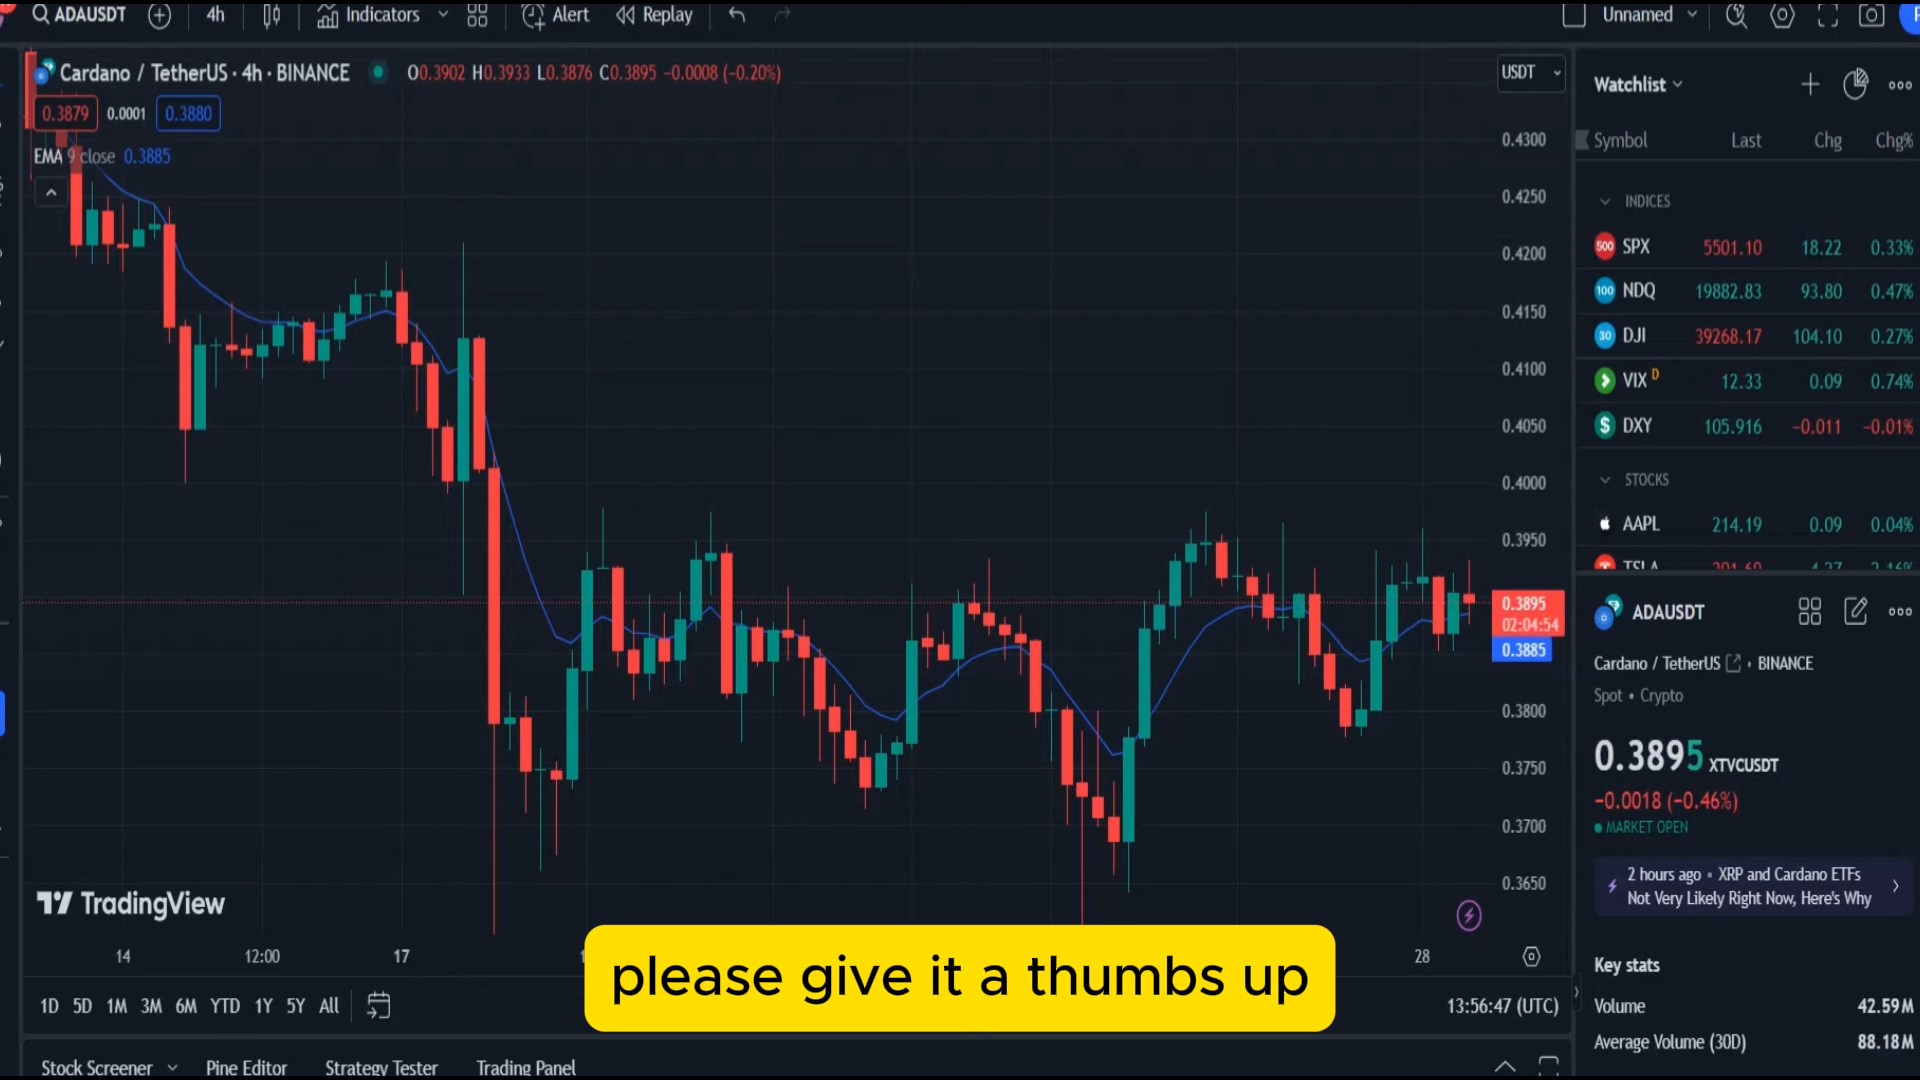 ADAUSDT 4h Indicators Alert Replay Unnamed
Cardano / TetherUS · 4h · BINANCE O0.3902 H0.3933 L0.3876 C0.3895 −0.0008 (−0.20%) USDT
0.3879 0.0001 0.3880
EMA 9 close 0.3885
0.4300
0.4250
0.4200
0.4150
0.4100
0.4050
0.4000
0.3950
0.3895
02:04:54
0.3885
0.3800
0.3750
0.3700
0.3650
TradingView
14 12:00 17 28
please give it a thumbs up
1D 5D 1M 3M 6M YTD 1Y 5Y All 13:56:47 (UTC)
Stock Screener Pine Editor Strategy Tester Trading Panel
Watchlist
Symbol Last Chg Chg%
INDICES
500 SPX 5501.10 18.22 0.33%
100 NDQ 19882.83 93.80 0.47%
30 DJI 39268.17 104.10 0.27%
VIX D 12.33 0.09 0.74%
$ DXY 105.916 −0.011 −0.01%
STOCKS
AAPL 214.19 0.09 0.04%
TSLA
ADAUSDT
Cardano / TetherUS · BINANCE
Spot • Crypto
0.3895 XTVCUSDT
−0.0018 (−0.46%)
MARKET OPEN
2 hours ago • XRP and Cardano ETFs
Not Very Likely Right Now, Here's Why
Key stats
Volume 42.59M
Average Volume (30D) 88.18M